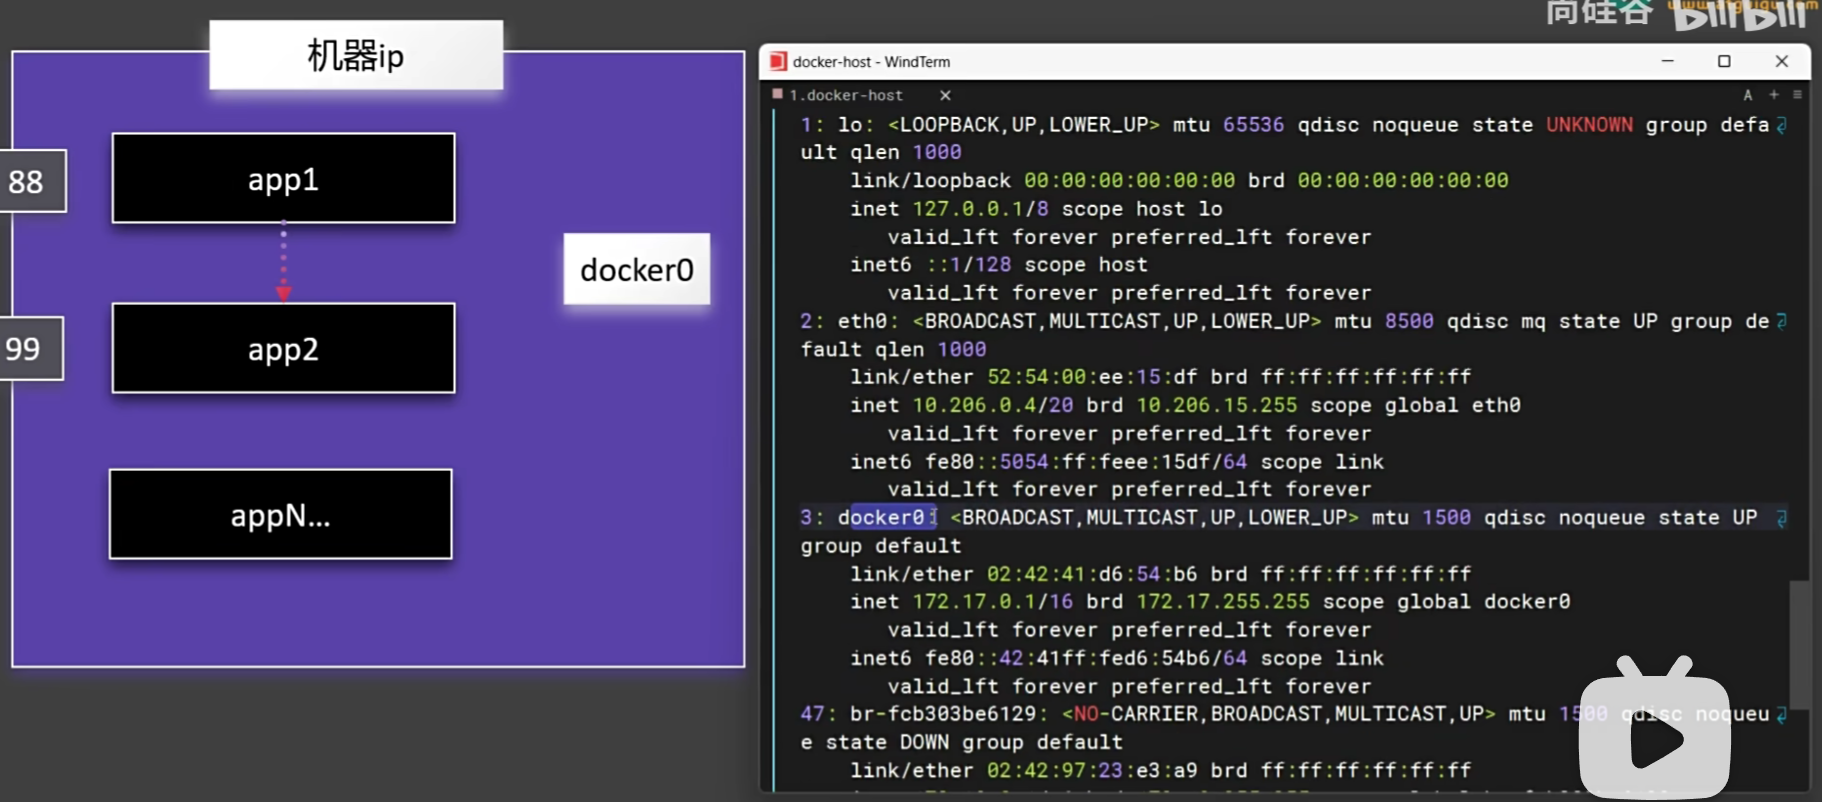 尚硅谷 bilibili
机器ip
88
app1
docker0
99
app2
appN...
docker-host - WindTerm
1.docker-host
A
1: lo: <LOOPBACK,UP,LOWER_UP> mtu 65536 qdisc noqueue state UNKNOWN group defa
ult qlen 1000
link/loopback 00:00:00:00:00:00 brd 00:00:00:00:00:00
inet 127.0.0.1/8 scope host lo
valid_lft forever preferred_lft forever
inet6 ::1/128 scope host
valid_lft forever preferred_lft forever
2: eth0: <BROADCAST,MULTICAST,UP,LOWER_UP> mtu 8500 qdisc mq state UP group de
fault qlen 1000
link/ether 52:54:00:ee:15:df brd ff:ff:ff:ff:ff:ff
inet 10.206.0.4/20 brd 10.206.15.255 scope global eth0
valid_lft forever preferred_lft forever
inet6 fe80::5054:ff:feee:15df/64 scope link
valid_lft forever preferred_lft forever
3: docker0: <BROADCAST,MULTICAST,UP,LOWER_UP> mtu 1500 qdisc noqueue state UP
group default
link/ether 02:42:41:d6:54:b6 brd ff:ff:ff:ff:ff:ff
inet 172.17.0.1/16 brd 172.17.255.255 scope global docker0
valid_lft forever preferred_lft forever
inet6 fe80::42:41ff:fed6:54b6/64 scope link
valid_lft forever preferred_lft forever
47: br-fcb303be6129: <NO-CARRIER,BROADCAST,MULTICAST,UP> mtu 1500 qdisc noqueu
e state DOWN group default
link/ether 02:42:97:23:e3:a9 brd ff:ff:ff:ff:ff:ff